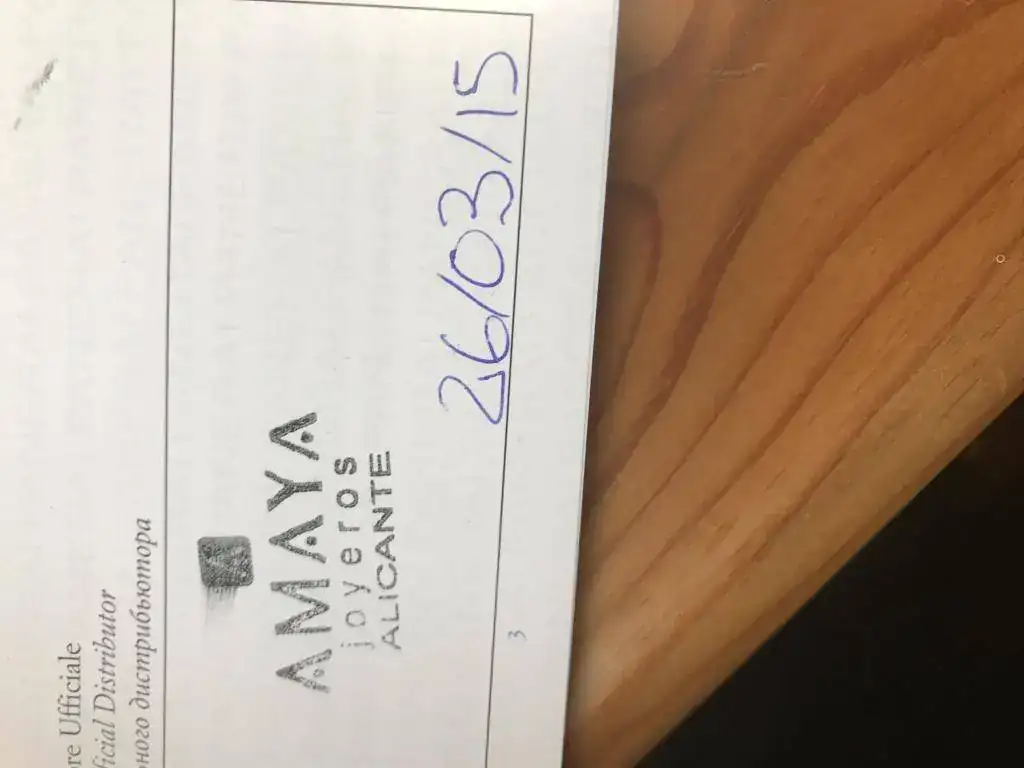 re Ufficiale
ficial Distributor
ного дистрибьютора
AMAYA
joyeros
ALICANTE
26/03/15
3